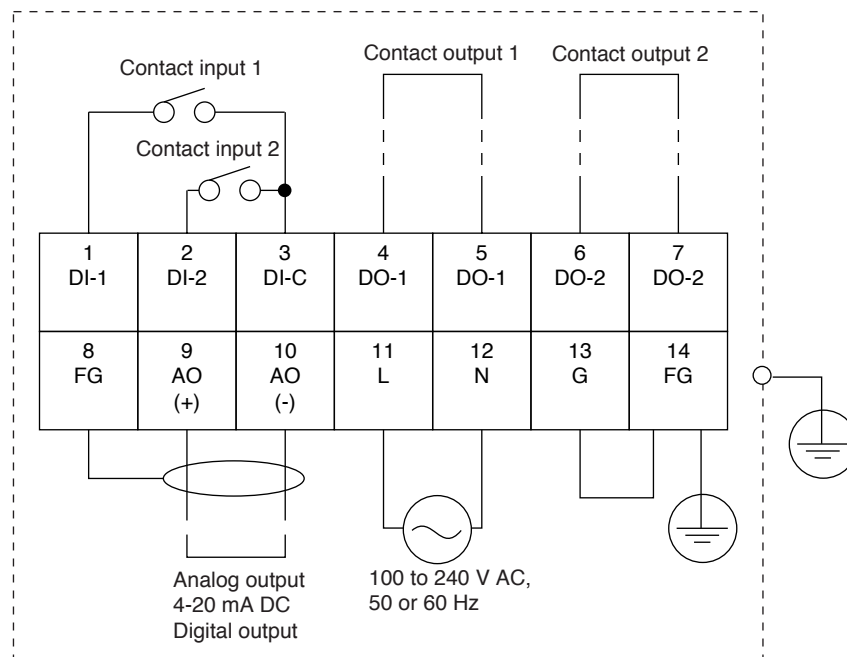 Contact output 1
Contact output 2
Contact input 1
Contact input 2
1
DI-1
2
DI-2
3
DI-C
4
DO-1
5
DO-1
6
DO-2
7
DO-2
8
FG
9
AO
(+)
10
AO
(-)
11
L
12
N
13
G
14
FG
Analog output
4-20 mA DC
Digital output
100 to 240 V AC,
50 or 60 Hz